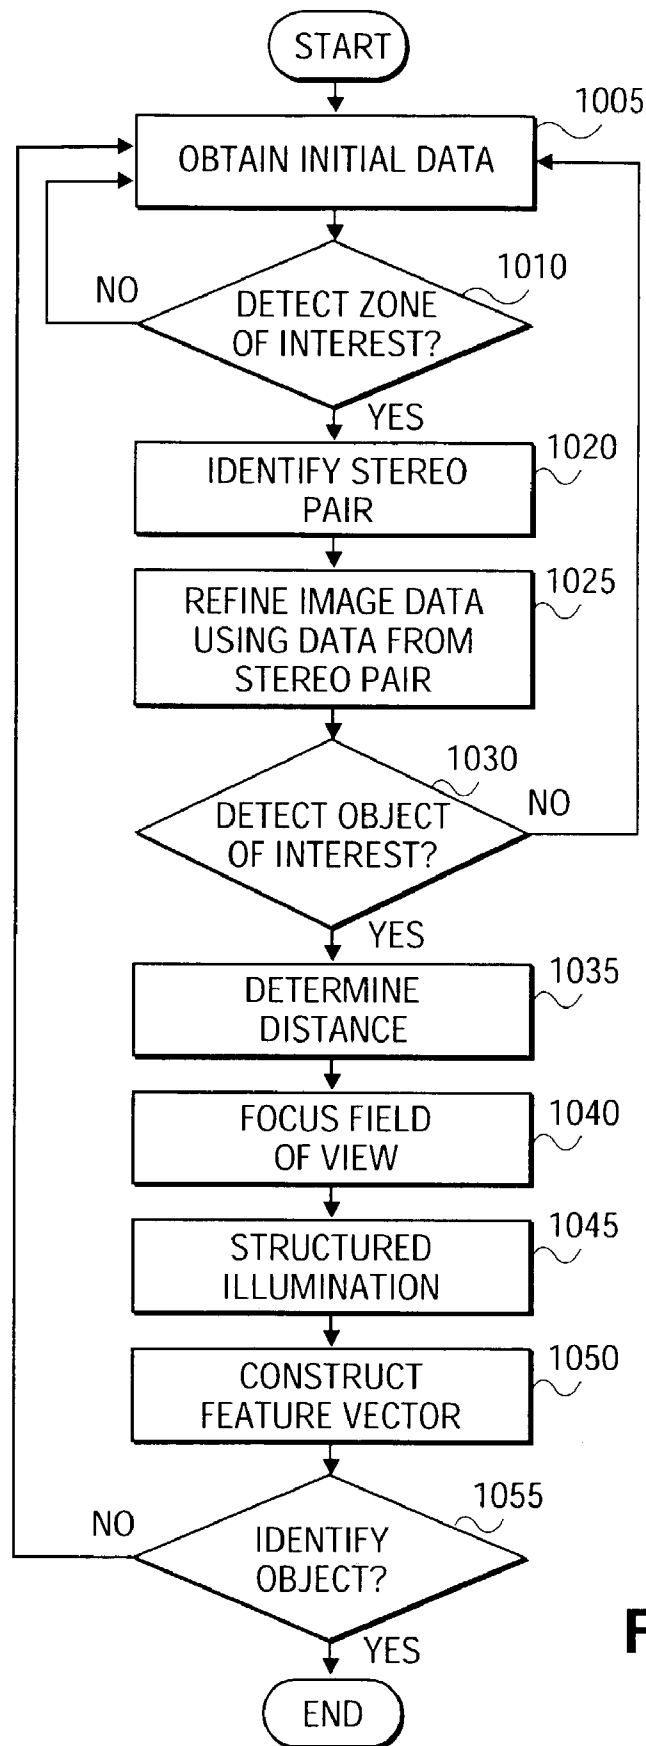 START
1005
OBTAIN INITIAL DATA
1010
NO
DETECT ZONE
OF INTEREST?
YES
1020
IDENTIFY STEREO
PAIR
1025
REFINE IMAGE DATA
USING DATA FROM
STEREO PAIR
1030
NO
DETECT OBJECT
OF INTEREST?
YES
1035
DETERMINE
DISTANCE
1040
FOCUS FIELD
OF VIEW
1045
STRUCTURED
ILLUMINATION
1050
CONSTRUCT
FEATURE VECTOR
1055
NO
IDENTIFY
OBJECT?
YES
F
END